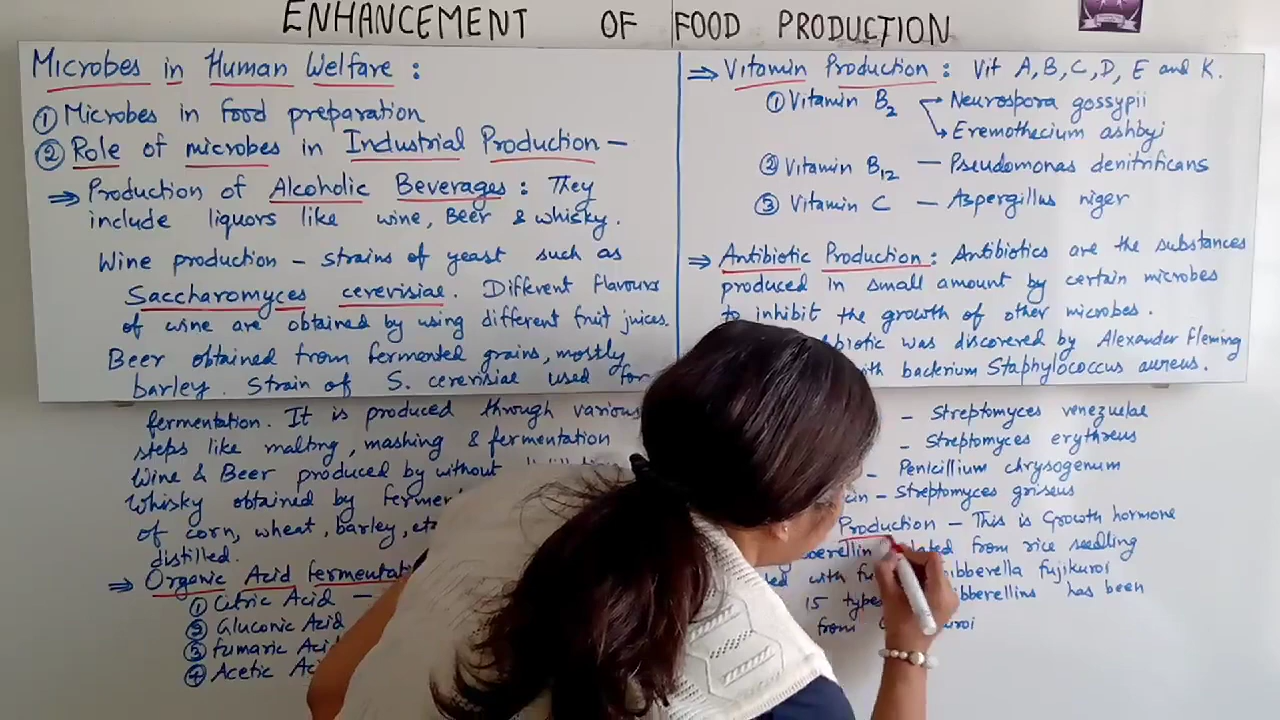 ENHANCEMENT OF FOOD PRODUCTION
Microbes in Human Welfare :
① Microbes in food preparation
② Role of microbes in Industrial Production –
⇒ Production of Alcoholic Beverages : They
include liquors like wine, Beer & whisky.
Wine production – strains of yeast such as
Saccharomyces cerevisiae. Different flavours
of wine are obtained by using different fruit juices.
Beer obtained from fermented grains, mostly
barley. Strain of S. cerevisiae used for
fermentation. It is produced through various
steps like malting, mashing & fermentation
Wine & Beer produced by without
Whisky obtained by
of corn, wheat, barley,
distilled.
⇒ Organic Acid
① Citric Acid –
② Gluconic Acid
③ fumaric
④ Acetic
⇒ Vitamin Production : Vit A, B, C, D, E and K.
① Vitamin B2 Neurospora gossypii
Eremothecium ashbyi
② Vitamin B12 – Pseudomonas denitrificans
③ Vitamin C – Aspergillus niger
⇒ Antibiotic Production : Antibiotics are the substances
produced in small amount by certain microbes
to inhibit the growth of other microbes.
was discovered by Alexander Fleming
with bacterium Staphylococcus aureus.
– Streptomyces venezuelae
– Streptomyces erythreus
– Penicillium chrysogenum
– Streptomyces griseus
Production – This is Growth hormone
from rice seedling
with fujikuroi
15 has been
from